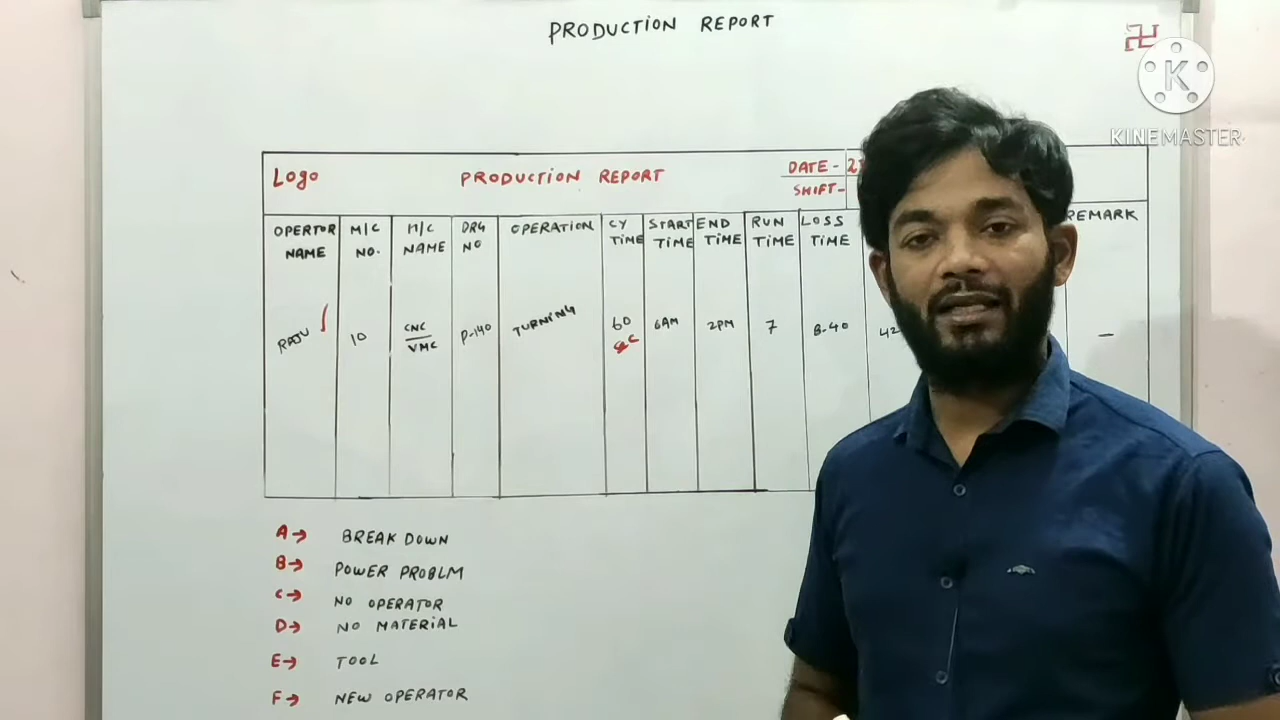 PRODUCTION REPORT
卐
K
KINEMASTER
Logo PRODUCTION REPORT DATE - 2
SHIFT-
OPERTOR NAME M/C NO. M/C NAME DRG NO OPERATION CY TIME START TIME END TIME RUN TIME LOSS TIME REMARK
RAJU 10 CNC VMC P-140 TURNING 60 6AM 2PM 7 B-40 42 -
A→ BREAK DOWN
B→ POWER PROBLM
C→ NO OPERATOR
D→ NO MATERIAL
E→ TOOL
F→ NEW OPERATOR